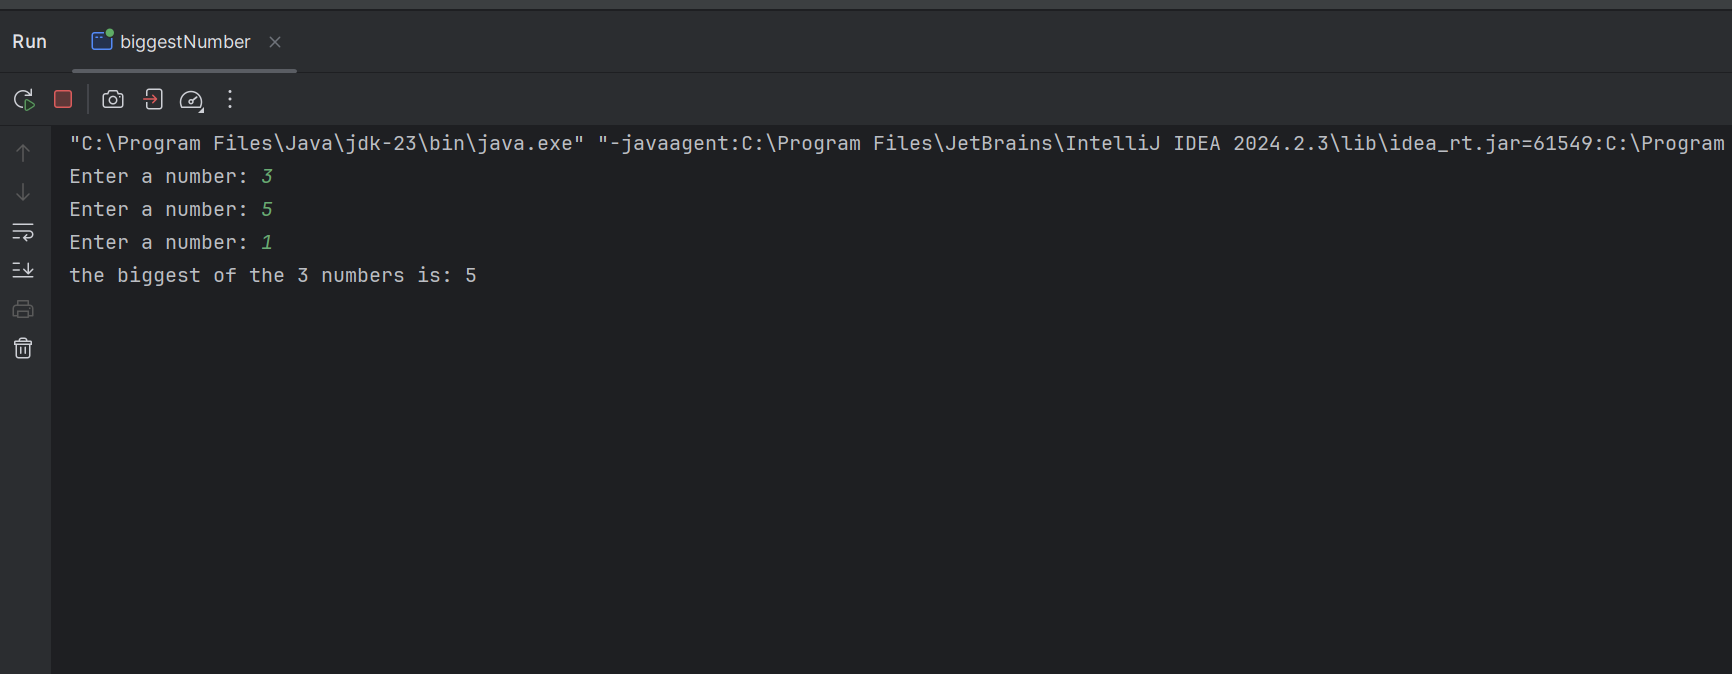 Run biggestNumber
"C:\Program Files\Java\jdk-23\bin\java.exe" "-javaagent:C:\Program Files\JetBrains\IntelliJ IDEA 2024.2.3\lib\idea_rt.jar=61549:C:\Program
Enter a number: 3
Enter a number: 5
Enter a number: 1
the biggest of the 3 numbers is: 5